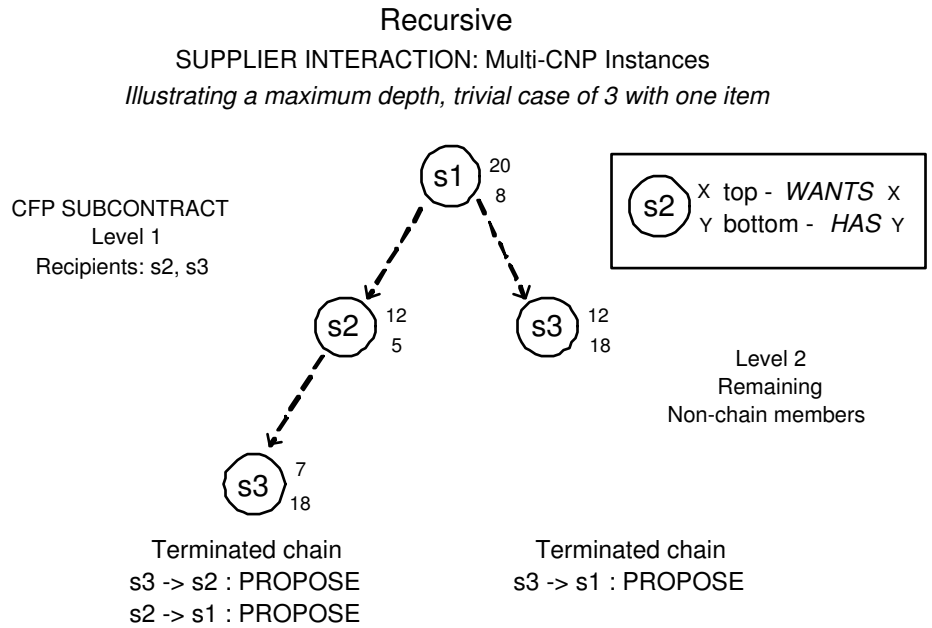 Recursive
SUPPLIER INTERACTION: Multi-CNP Instances
Illustrating a maximum depth, trivial case of 3 with one item
s1
20
8
CFP SUBCONTRACT
Level 1
Recipients: s2, s3
s2
X top - WANTS X
Y bottom - HAS Y
s2
12
5
s3
12
18
Level 2
Remaining
Non-chain members
s3
7
18
Terminated chain
s3 -> s2 : PROPOSE
s2 -> s1 : PROPOSE
Terminated chain
s3 -> s1 : PROPOSE